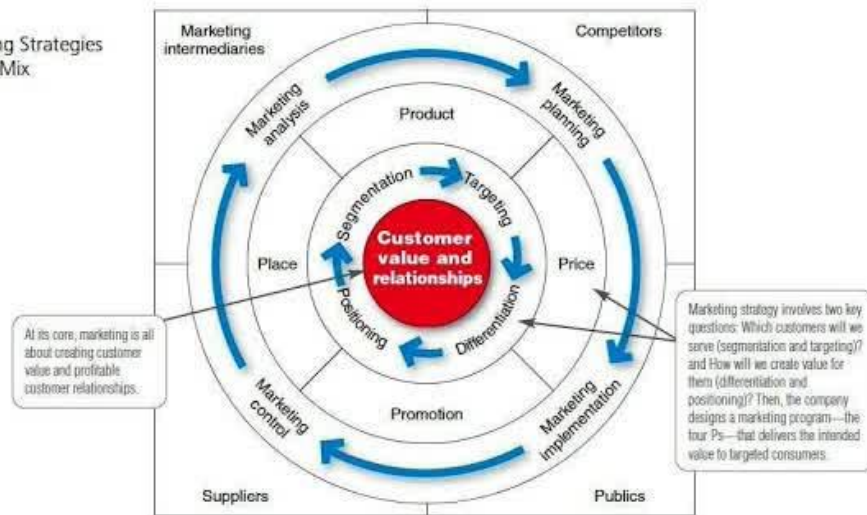 ng Strategies
Mix
Marketing
intermediaries
Competitors
Marketing
analysis
Marketing
planning
Product
Segmentation
Targeting
Customer
value and
relationships
Place
Price
Positioning
Differentiation
At its core, marketing is all
about creating customer
value and profitable
customer relationships.
Marketing strategy involves two key
questions: Which customers will we
serve (segmentation and targeting)?
and How will we create value for
them (differentiation and
positioning)? Then, the company
designs a marketing program—the
four Ps—that delivers the intended
value to targeted consumers.
Marketing
control
Promotion
Marketing
implementation
Suppliers
Publics